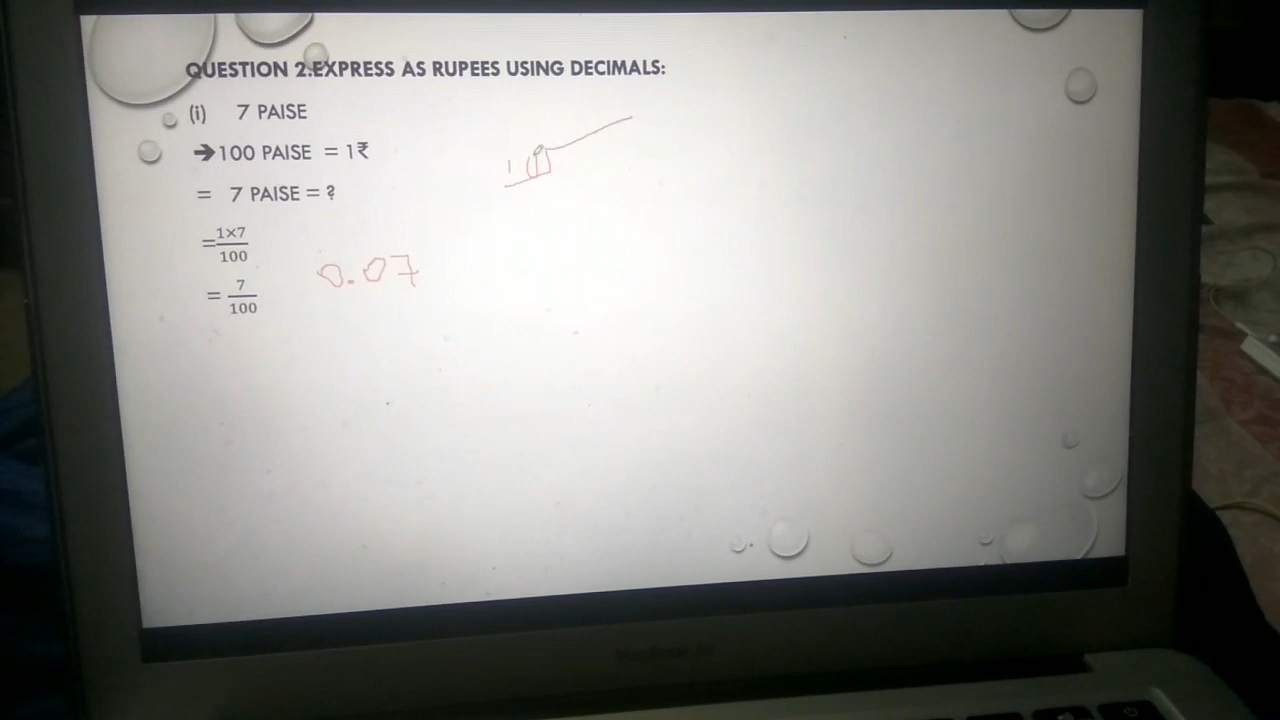 QUESTION 2.EXPRESS AS RUPEES USING DECIMALS:
(i) 7 PAISE
➔100 PAISE = 1₹
= 7 PAISE = ?
=1×7/100
= 7/100
0.07